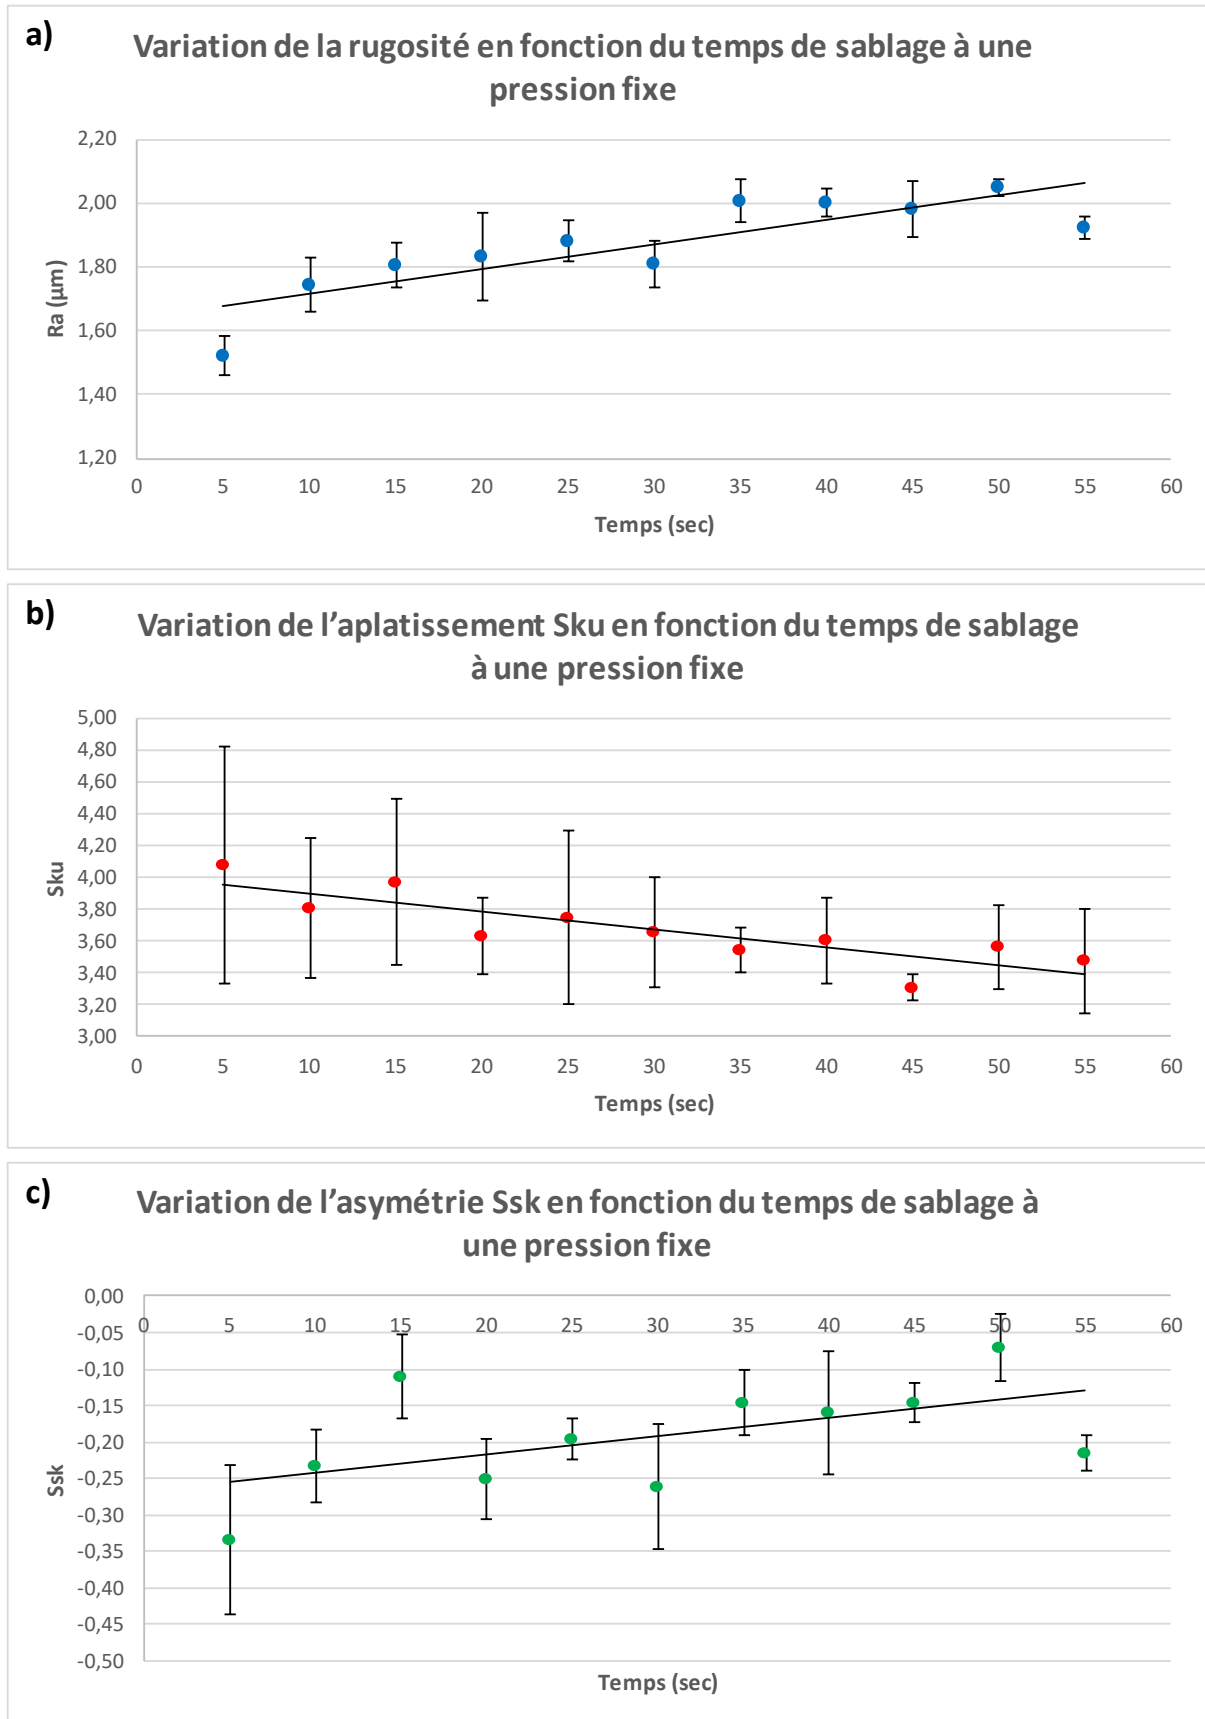 a)
Variation de la rugosité en fonction du temps de sablage à une
pression fixe
2,20
2,00
1,80
1,60
1,40
1,20
Ra (µm)
0 5 10 15 20 25 30 35 40 45 50 55 60
Temps (sec)
b)
Variation de l’aplatissement Sku en fonction du temps de sablage
à une pression fixe
5,00
4,80
4,60
4,40
4,20
4,00
3,80
3,60
3,40
3,20
3,00
Sku
0 5 10 15 20 25 30 35 40 45 50 55 60
Temps (sec)
c)
Variation de l’asymétrie Ssk en fonction du temps de sablage à
une pression fixe
0,00
-0,05
-0,10
-0,15
-0,20
-0,25
-0,30
-0,35
-0,40
-0,45
-0,50
Ssk
0 5 10 15 20 25 30 35 40 45 50 55 60
Temps (sec)